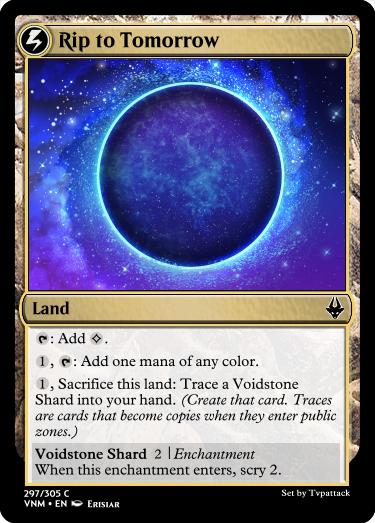 Rip to Tomorrow
Land
: Add .
1, : Add one mana of any color.
1, Sacrifice this land: Trace a Voidstone
Shard into your hand. (Create that card. Traces
are cards that become copies when they enter public
zones.)
Voidstone Shard 2 | Enchantment
When this enchantment enters, scry 2.
297/305 C
VNM • EN Erisiar
Set by Tvpattack